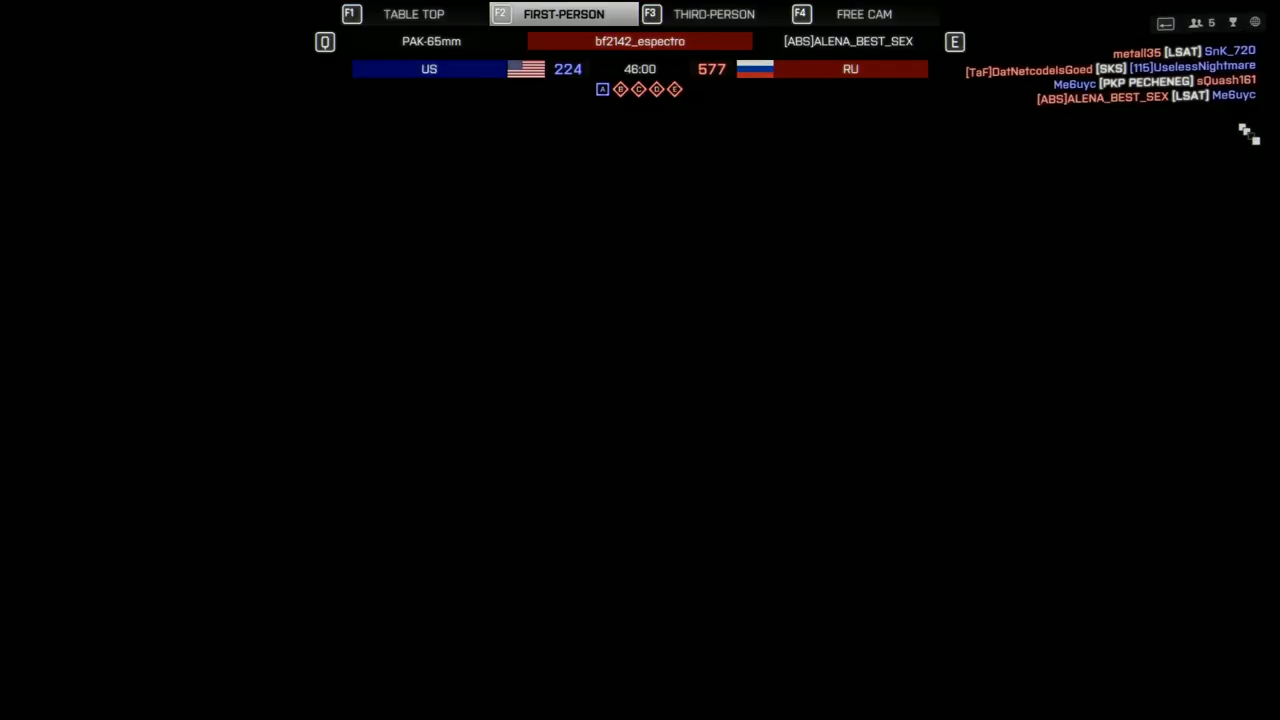 F1 TABLE TOP F2 FIRST-PERSON F3 THIRD-PERSON F4 FREE CAM
5
Q PAK-65mm bf2142_espectro [ABS]ALENA_BEST_SEX E
US 224 46:00 577 RU
A B C D E
metall35 [LSAT] SnK_720
[TaF]DatNetcodeIsGoed [SKS] [115]UselessNightmare
Me6uyc [PKP PECHENEG] sQuash161
[ABS]ALENA_BEST_SEX [LSAT] Me6uyc